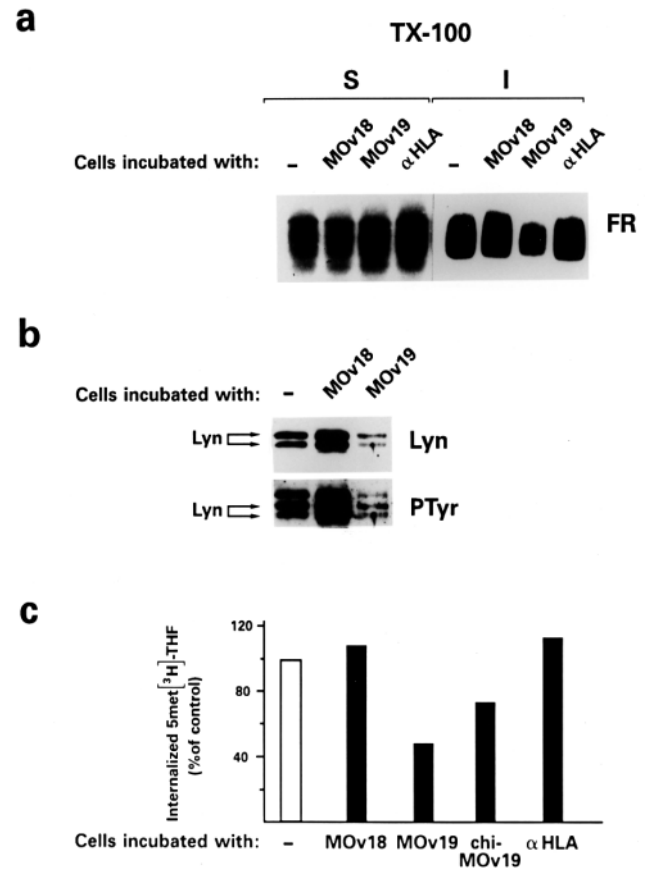 a
TX-100
S I
Cells incubated with: – MOv18 MOv19 αHLA – MOv18 MOv19 αHLA
FR
b
Cells incubated with: – MOv18 MOv19
Lyn Lyn
Lyn PTyr
c
Internalized 5met[³H]-THF
(%of control)
120
80
40
Cells incubated with: – MOv18 MOv19 chi- αHLA
MOv19